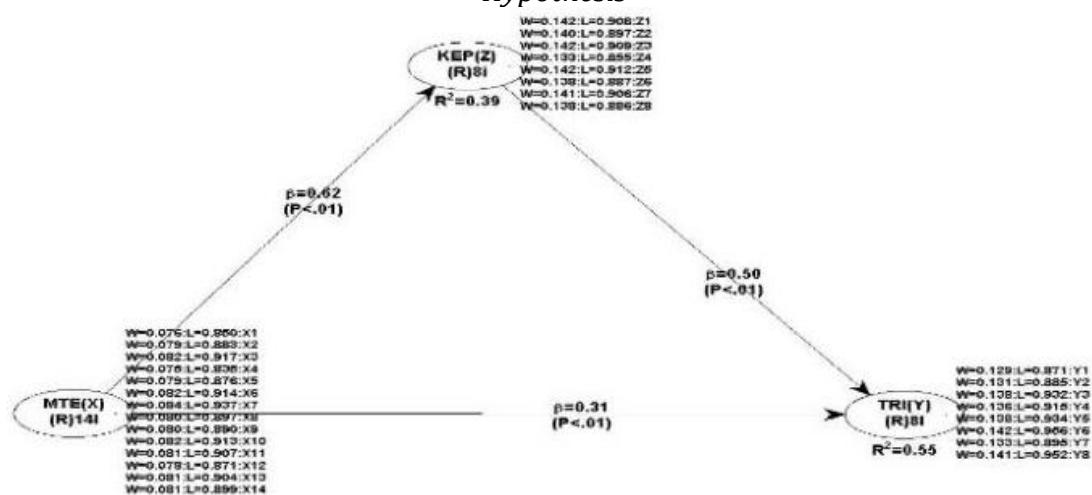 Hypothesis
W=0.142:L=0.908:Z1
W=0.140:L=0.897:Z2
W=0.142:L=0.909:Z3
W=0.133:L=0.855:Z4
W=0.142:L=0.912:Z5
W=0.138:L=0.887:Z6
W=0.141:L=0.906:Z7
W=0.138:L=0.886:Z8
KEP(Z)
(R)8i
R²=0.39
β=0.62
(P<.01)
β=0.50
(P<.01)
W=0.076:L=0.850:X1
W=0.079:L=0.883:X2
W=0.082:L=0.917:X3
W=0.075:L=0.836:X4
W=0.079:L=0.876:X5
W=0.082:L=0.914:X6
W=0.084:L=0.937:X7
W=0.080:L=0.897:X8
W=0.080:L=0.890:X9
W=0.082:L=0.913:X10
W=0.081:L=0.907:X11
W=0.078:L=0.871:X12
W=0.081:L=0.904:X13
W=0.081:L=0.899:X14
MTE(X)
(R)14i
β=0.31
(P<.01)
TRI(Y)
(R)8i
R²=0.55
W=0.129:L=0.871:Y1
W=0.131:L=0.885:Y2
W=0.138:L=0.932:Y3
W=0.136:L=0.915:Y4
W=0.138:L=0.934:Y5
W=0.142:L=0.956:Y6
W=0.133:L=0.895:Y7
W=0.141:L=0.952:Y8